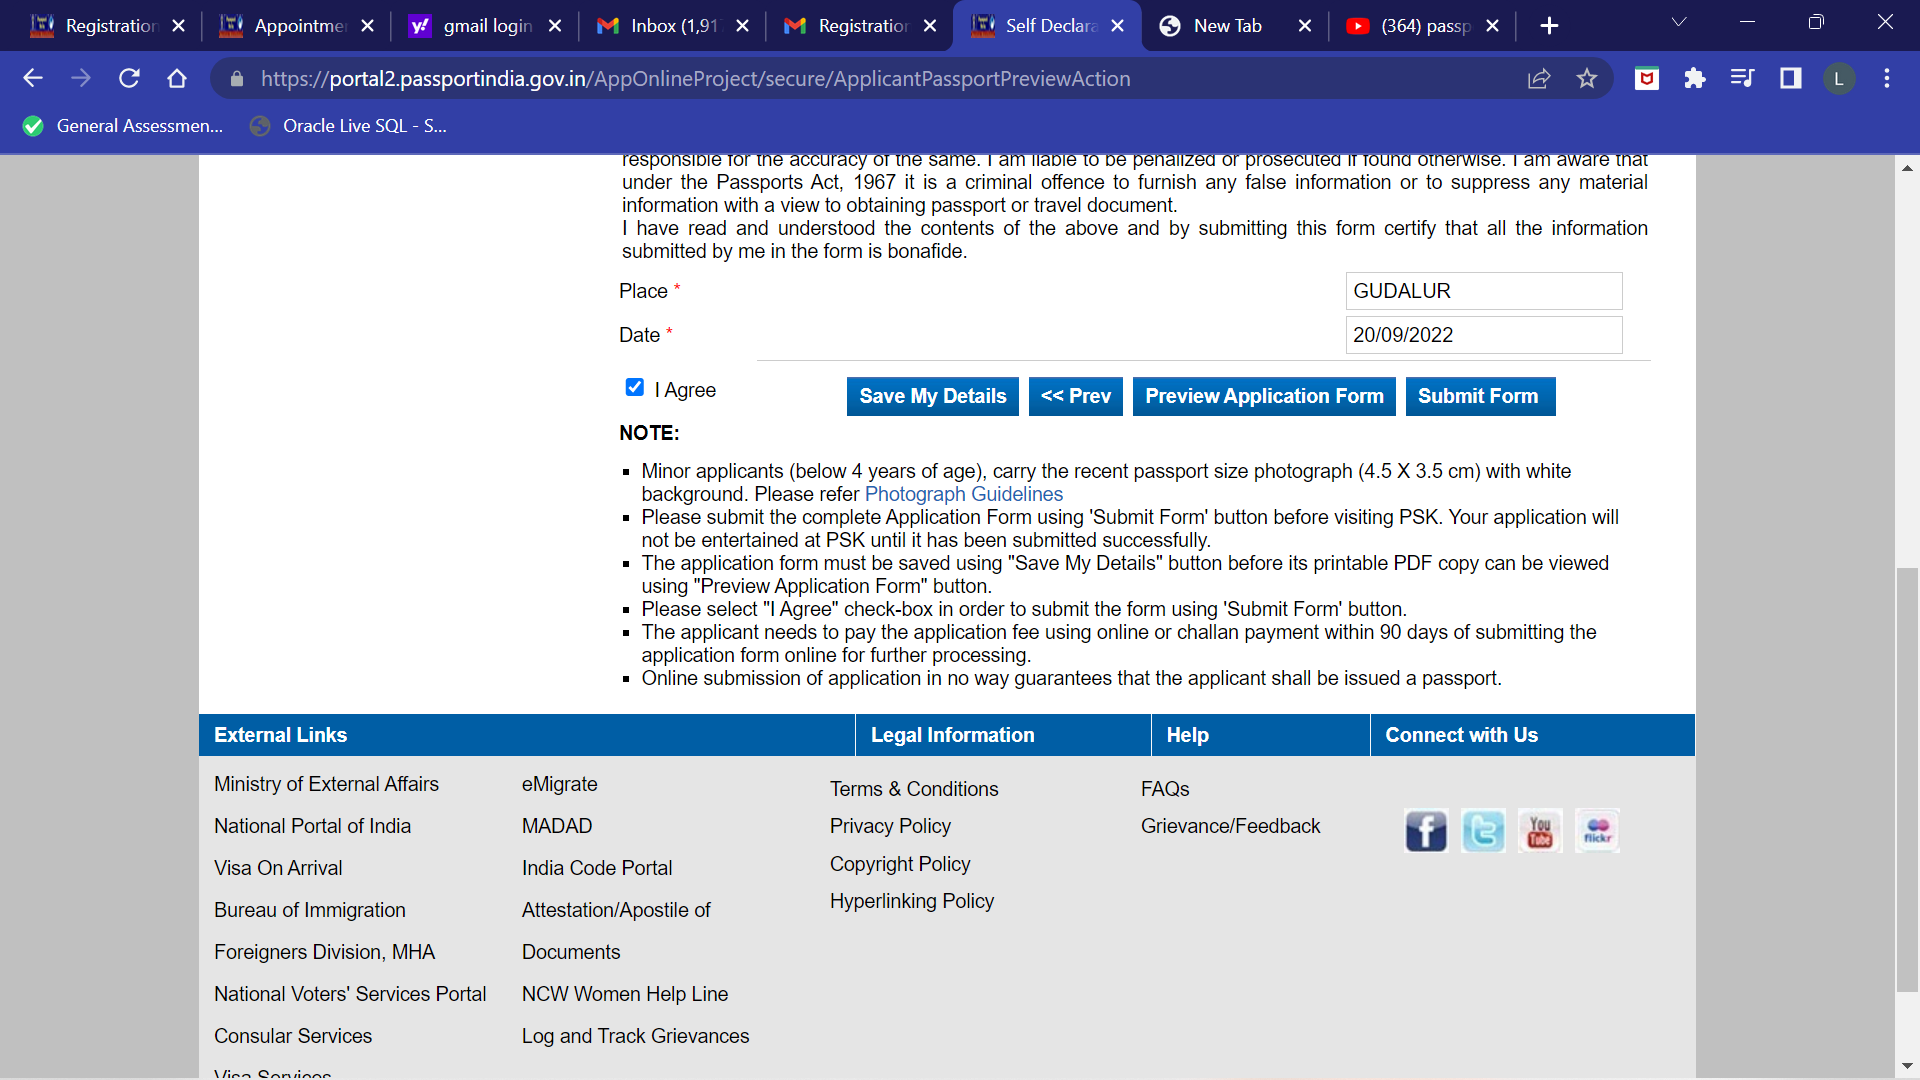 Registration
Appointme
gmail login
Inbox (1,91
Registration
Self Declara
New Tab
(364) passp
https://portal2.passportindia.gov.in/AppOnlineProject/secure/ApplicantPassportPreviewAction
L
General Assessmen...
Oracle Live SQL - S...
responsible for the accuracy of the same. I am liable to be penalized or prosecuted if found otherwise. I am aware that
under the Passports Act, 1967 it is a criminal offence to furnish any false information or to suppress any material
information with a view to obtaining passport or travel document.
I have read and understood the contents of the above and by submitting this form certify that all the information
submitted by me in the form is bonafide.
Place *
GUDALUR
Date *
20/09/2022
I Agree
Save My Details
<< Prev
Preview Application Form
Submit Form
NOTE:
Minor applicants (below 4 years of age), carry the recent passport size photograph (4.5 X 3.5 cm) with white
background. Please refer Photograph Guidelines
Please submit the complete Application Form using 'Submit Form' button before visiting PSK. Your application will
not be entertained at PSK until it has been submitted successfully.
The application form must be saved using "Save My Details" button before its printable PDF copy can be viewed
using "Preview Application Form" button.
Please select "I Agree" check-box in order to submit the form using 'Submit Form' button.
The applicant needs to pay the application fee using online or challan payment within 90 days of submitting the
application form online for further processing.
Online submission of application in no way guarantees that the applicant shall be issued a passport.
External Links
Legal Information
Help
Connect with Us
Ministry of External Affairs
National Portal of India
Visa On Arrival
Bureau of Immigration
Foreigners Division, MHA
National Voters' Services Portal
Consular Services
Visa Services
eMigrate
MADAD
India Code Portal
Attestation/Apostile of
Documents
NCW Women Help Line
Log and Track Grievances
Terms & Conditions
Privacy Policy
Copyright Policy
Hyperlinking Policy
FAQs
Grievance/Feedback
You
Tube
flickr